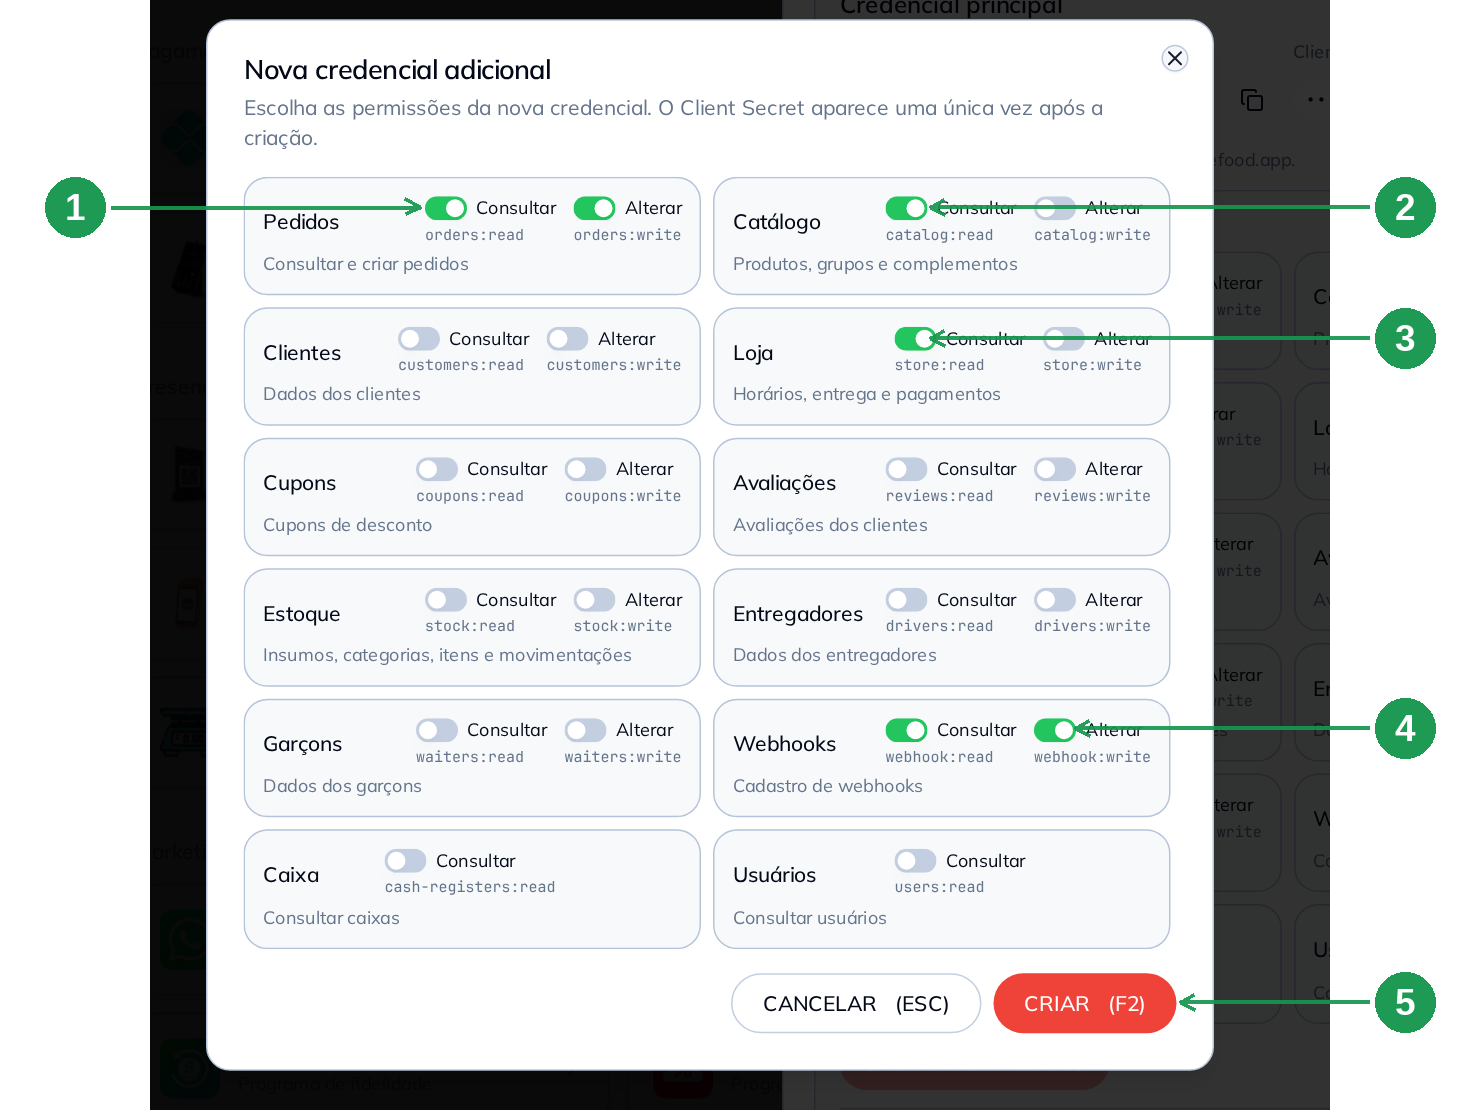 Credencial principal
Nova credencial adicional
Escolha as permissões da nova credencial. O Client Secret aparece uma única vez após a
criação.
1
Pedidos
Consultar
Alterar
orders:read
orders:write
Consultar e criar pedidos
2
Catálogo
Consultar
Alterar
catalog:read
catalog:write
Produtos, grupos e complementos
Clientes
Consultar
Alterar
customers:read
customers:write
Dados dos clientes
3
Loja
Consultar
Alterar
store:read
store:write
Horários, entrega e pagamentos
Cupons
Consultar
Alterar
coupons:read
coupons:write
Cupons de desconto
Avaliações
Consultar
Alterar
reviews:read
reviews:write
Avaliações dos clientes
Estoque
Consultar
Alterar
stock:read
stock:write
Insumos, categorias, itens e movimentações
Entregadores
Consultar
Alterar
drivers:read
drivers:write
Dados dos entregadores
Garçons
Consultar
Alterar
waiters:read
waiters:write
Dados dos garçons
4
Webhooks
Consultar
Alterar
webhook:read
webhook:write
Cadastro de webhooks
Caixa
Consultar
cash-registers:read
Consultar caixas
Usuários
Consultar
users:read
Consultar usuários
CANCELAR (ESC)
CRIAR (F2)
5
Programa de fidelidade